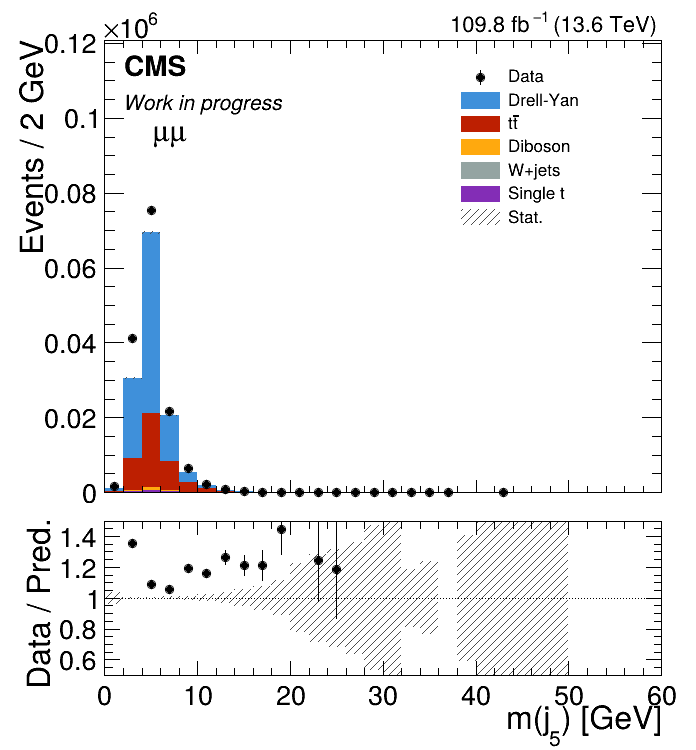 ×10⁶
109.8 fb⁻¹ (13.6 TeV)
CMS
Work in progress
μμ
Data
Drell-Yan
tt̄
Diboson
W+jets
Single t
Stat.
Events / 2 GeV
0.12
0.1
0.08
0.06
0.04
0.02
0
Data / Pred.
1.4
1.2
1
0.8
0.6
0 10 20 30 40 50 60
m(j₅) [GeV]